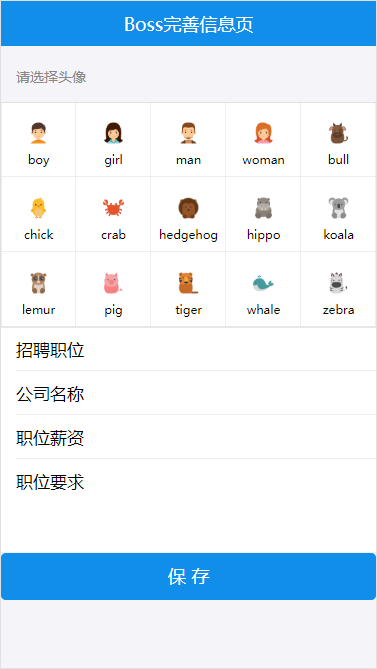 Boss完善信息页
请选择头像
boy girl man woman bull
chick crab hedgehog hippo koala
lemur pig tiger whale zebra
招聘职位
公司名称
职位薪资
职位要求
保 存